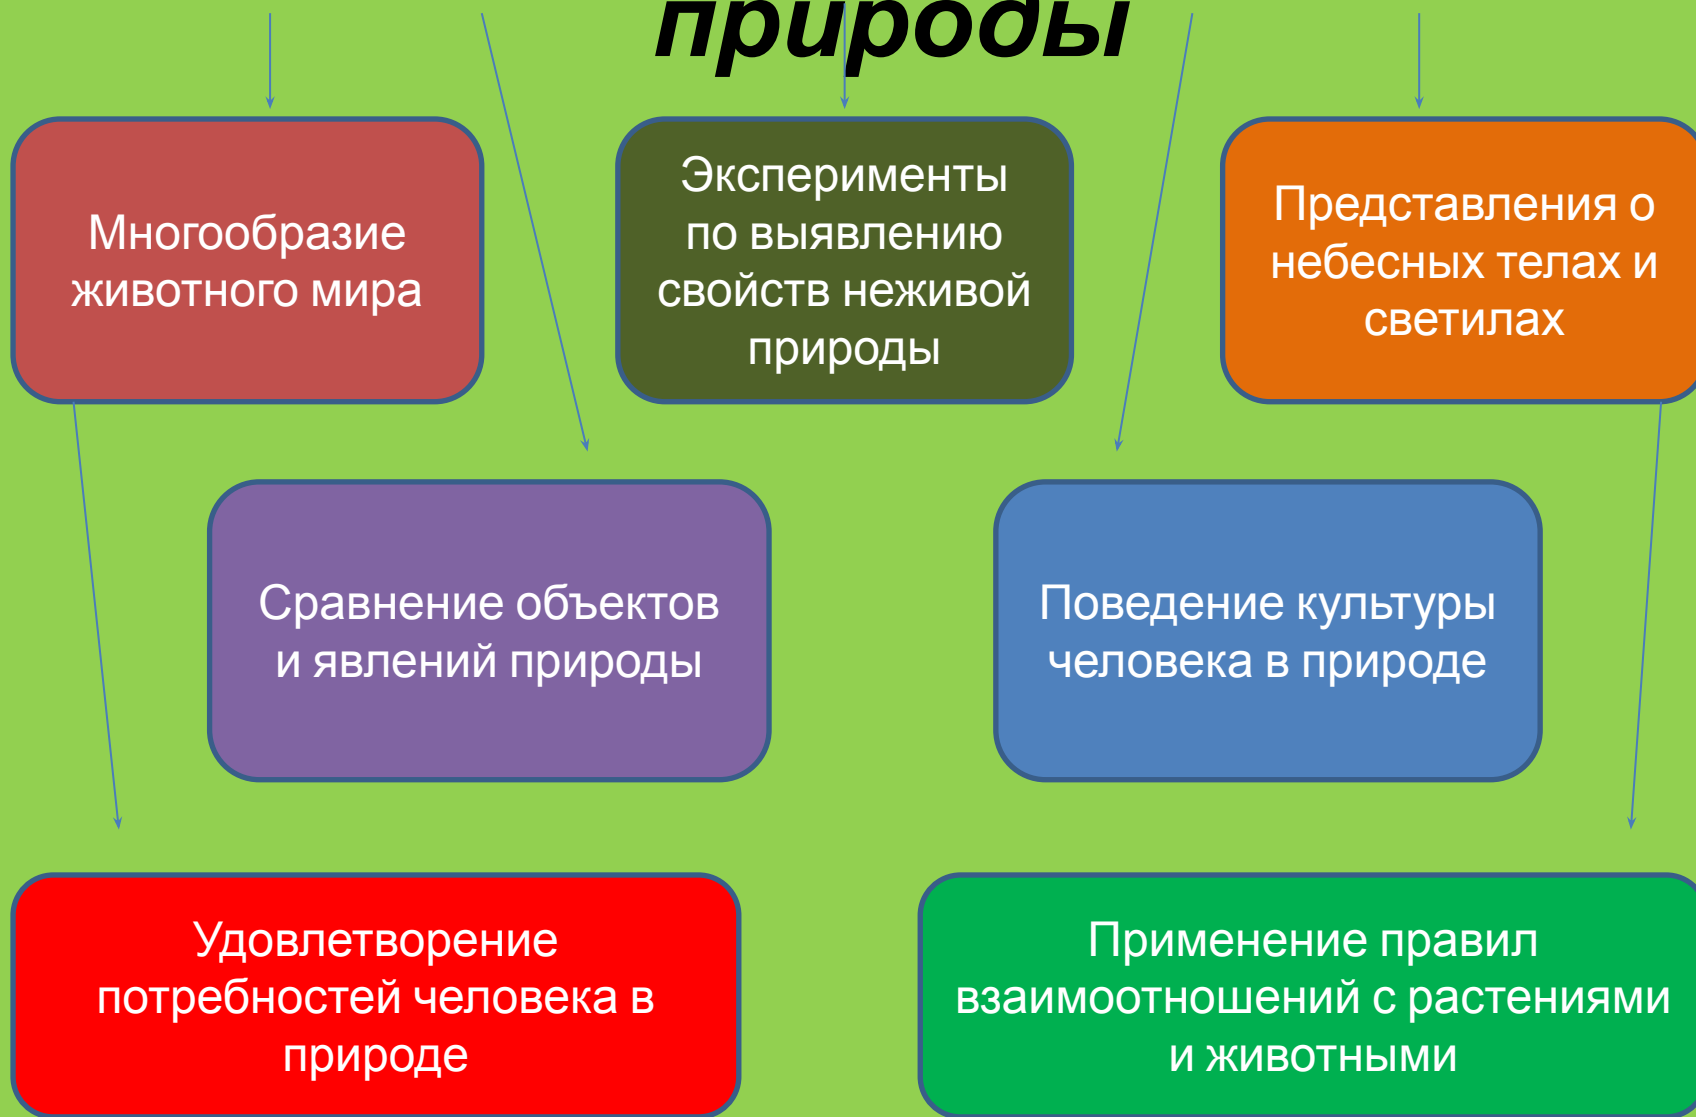 природы
Многообразие
животного мира
Эксперименты
по выявлению
свойств неживой
природы
Представления о
небесных телах и
светилах
Сравнение объектов
и явлений природы
Поведение культуры
человека в природе
Удовлетворение
потребностей человека в
природе
Применение правил
взаимоотношений с растениями
и животными